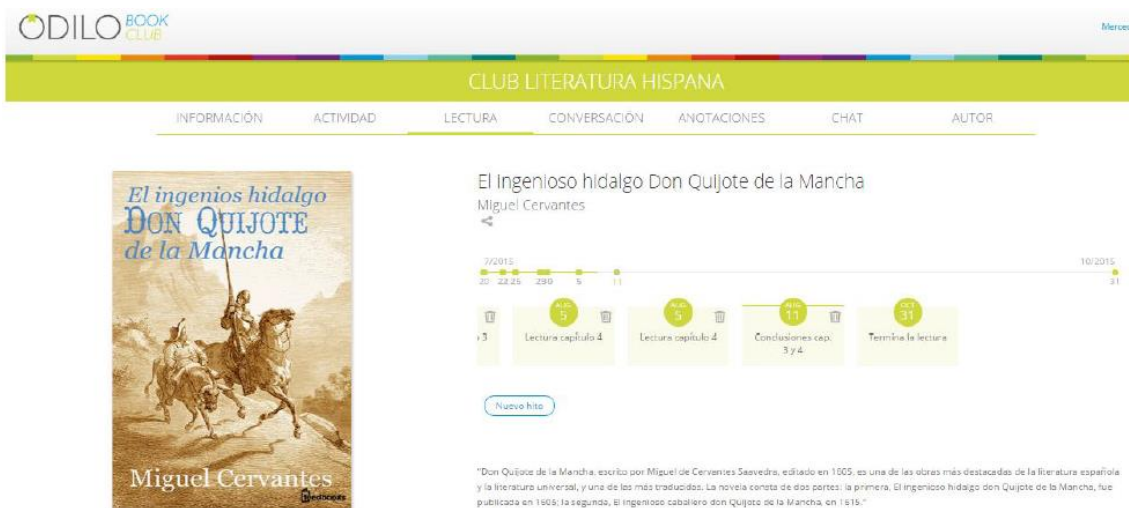 ODILO BOOK CLUB
Merced
CLUB LITERATURA HISPANA
INFORMACIÓN ACTIVIDAD LECTURA CONVERSACIÓN ANOTACIONES CHAT AUTOR
El ingenios hidalgo
DON QUIJOTE
de la Mancha
Miguel Cervantes
El ingenioso hidalgo Don Quijote de la Mancha
Miguel Cervantes
7/2015 10/2015
20 22 25 5 11 31
AUG 5 AUG 5 AUG 11 OCT 31
o 3 Lectura capítulo 4 Lectura capítulo 4 Conclusiones cap. 3 y 4 Termina la lectura
Nuevo hito
"Don Quijote de la Mancha, escrito por Miguel de Cervantes Saavedra, editado en 1605, es una de las obras más destacadas de la literatura española
y la literatura universal, y una de las más traducidas. La novela consta de dos partes: la primera, El ingenioso hidalgo don Quijote de la Mancha, fue
publicada en 1605; la segunda, El ingenioso caballero don Quijote de la Mancha, en 1615."